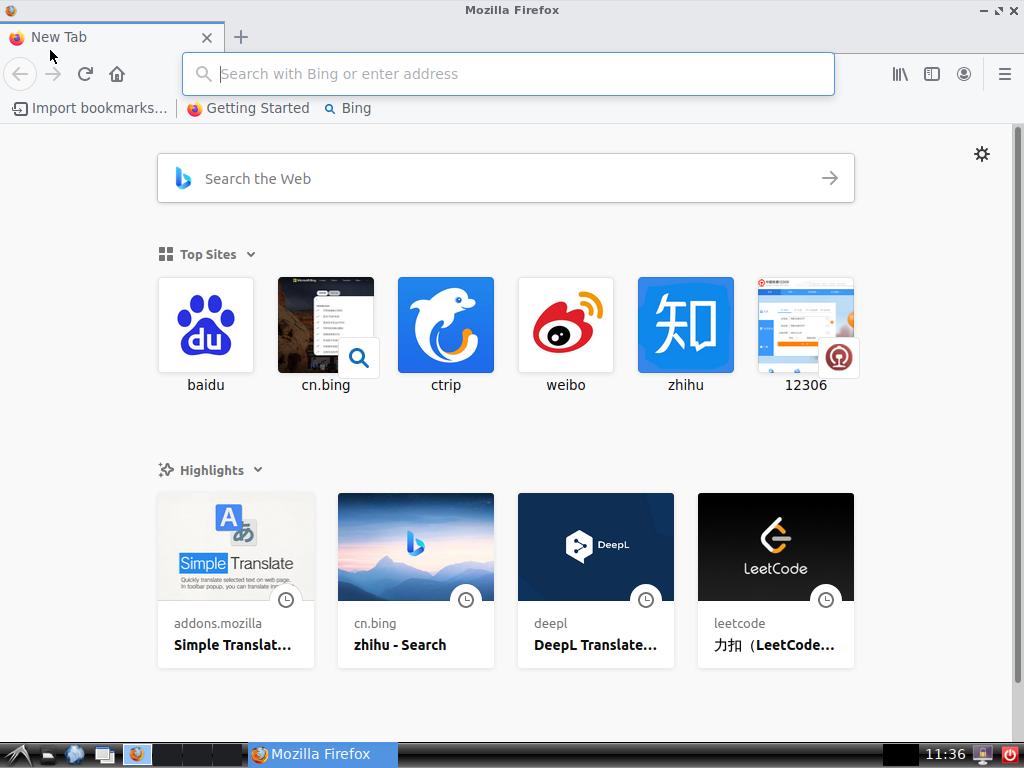 Mozilla Firefox
New Tab
Search with Bing or enter address
Import bookmarks...
Getting Started
Bing
Search the Web
Top Sites
du
知
baidu
cn.bing
ctrip
weibo
zhihu
12306
Highlights
A
あ
Simple Translate
Quickly translate selected text on web page.
In toolbar popup, you can translate
DeepL
LeetCode
addons.mozilla
Simple Translat...
cn.bing
zhihu - Search
deepl
DeepL Translate...
leetcode
力扣（LeetCode...
Mozilla Firefox
11:36